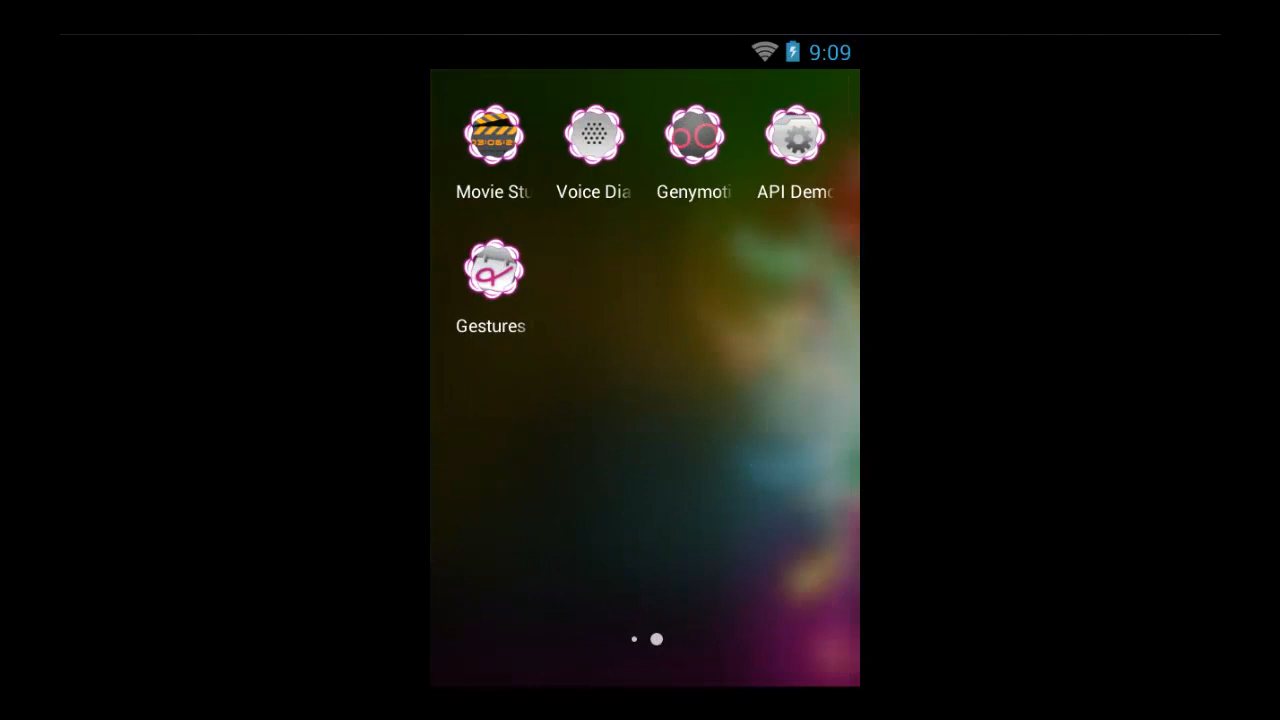 9:09
Movie Stu
Voice Dia
Genymoti
API Demo
Gestures